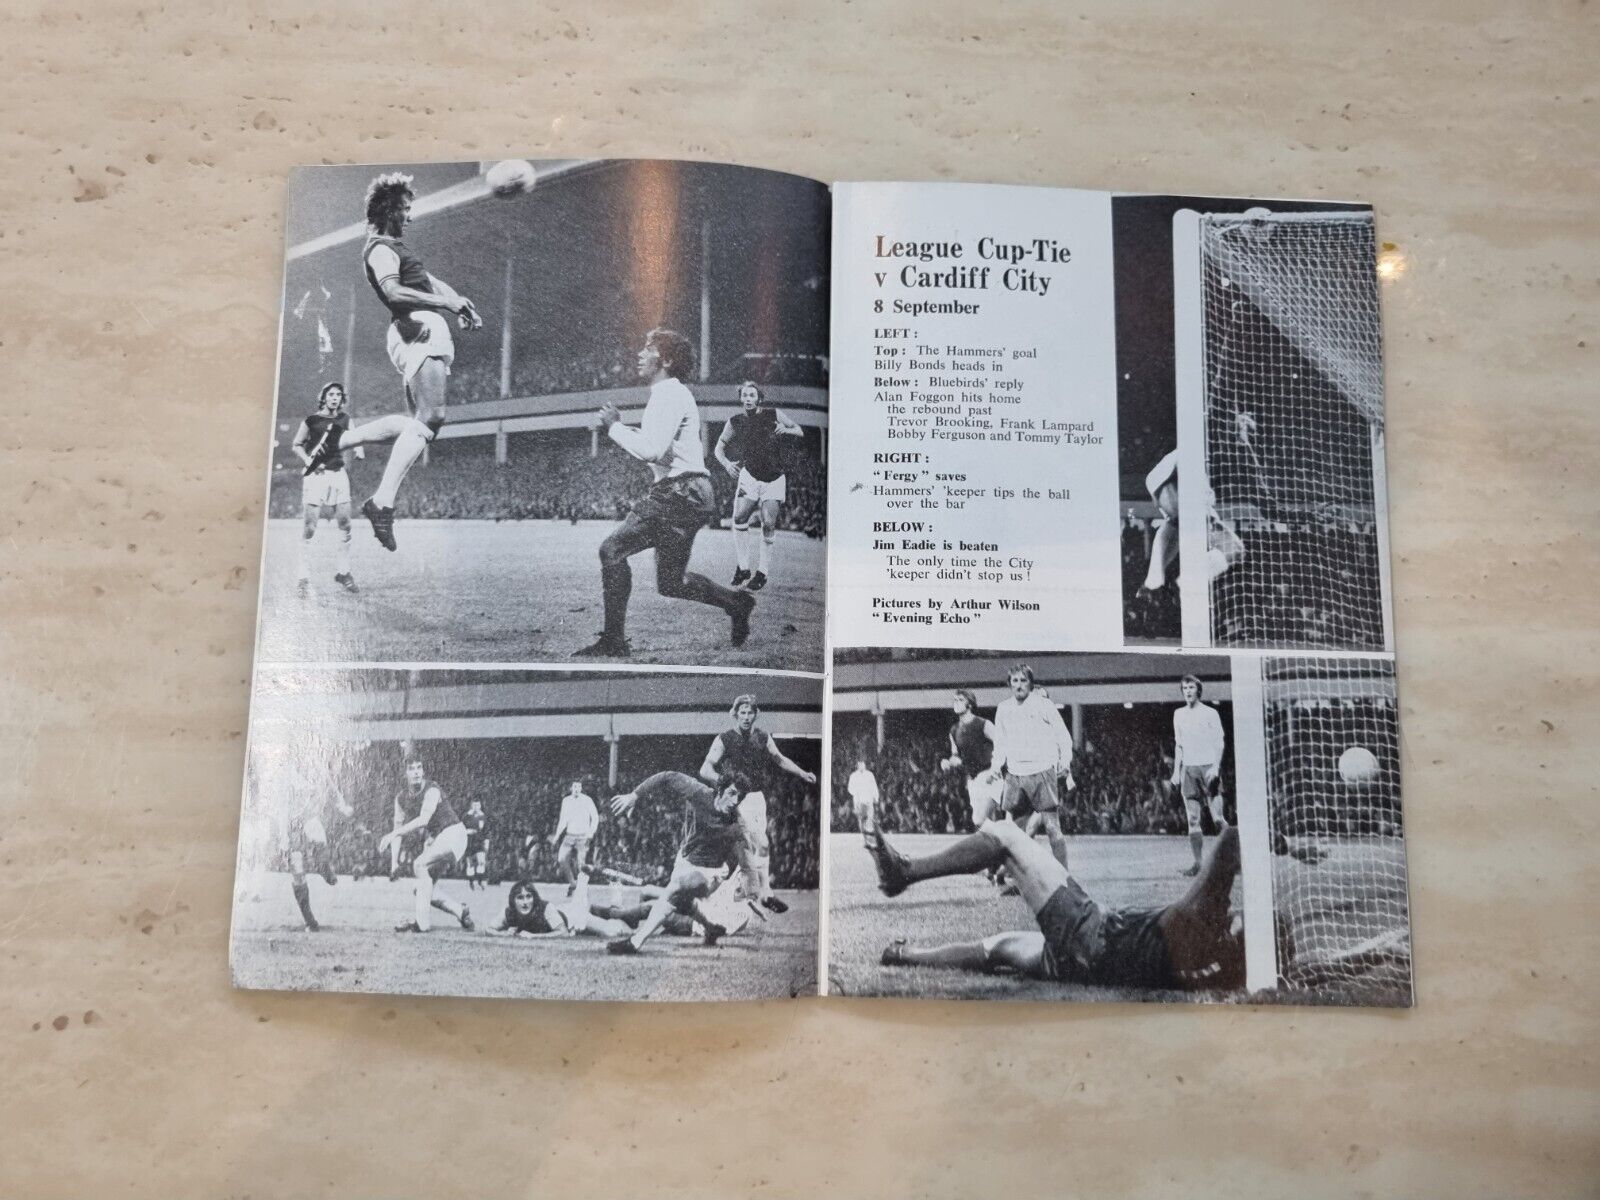 League Cup-Tie
v Cardiff City
8 September
LEFT :
Top : The Hammers' goal
Billy Bonds heads in
Below : Bluebirds' reply
Alan Foggon hits home
the rebound past
Trevor Brooking, Frank Lampard
Bobby Ferguson and Tommy Taylor
RIGHT :
" Fergy " saves
Hammers' 'keeper tips the ball
over the bar
BELOW :
Jim Eadie is beaten
The only time the City
'keeper didn't stop us !
Pictures by Arthur Wilson
" Evening Echo "